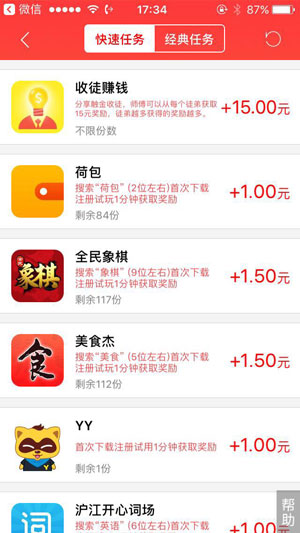 微信
17:34
87%
快速任务 经典任务
收徒赚钱
分享融金收徒，师傅可以从每个徒弟获取
15元奖励，徒弟越多获得的奖励越多。
不限份数
+15.00元
荷包
搜索“荷包” (2位左右)首次下载
注册试玩1分钟获取奖励
剩余84份
+1.00元
象棋
全民象棋
搜索“象棋” (9位左右)首次下载
注册试玩1分钟获取奖励
剩余117份
+1.50元
食
美食杰
搜索“美食” (5位左右)首次下载
注册试玩1分钟获取奖励
剩余112份
+1.50元
YY
首次下载注册试用1分钟获取奖励
剩余1份
+1.00元
词
沪江开心词场
搜索“英语” (6位左右)首次下载
+1.00元
帮助